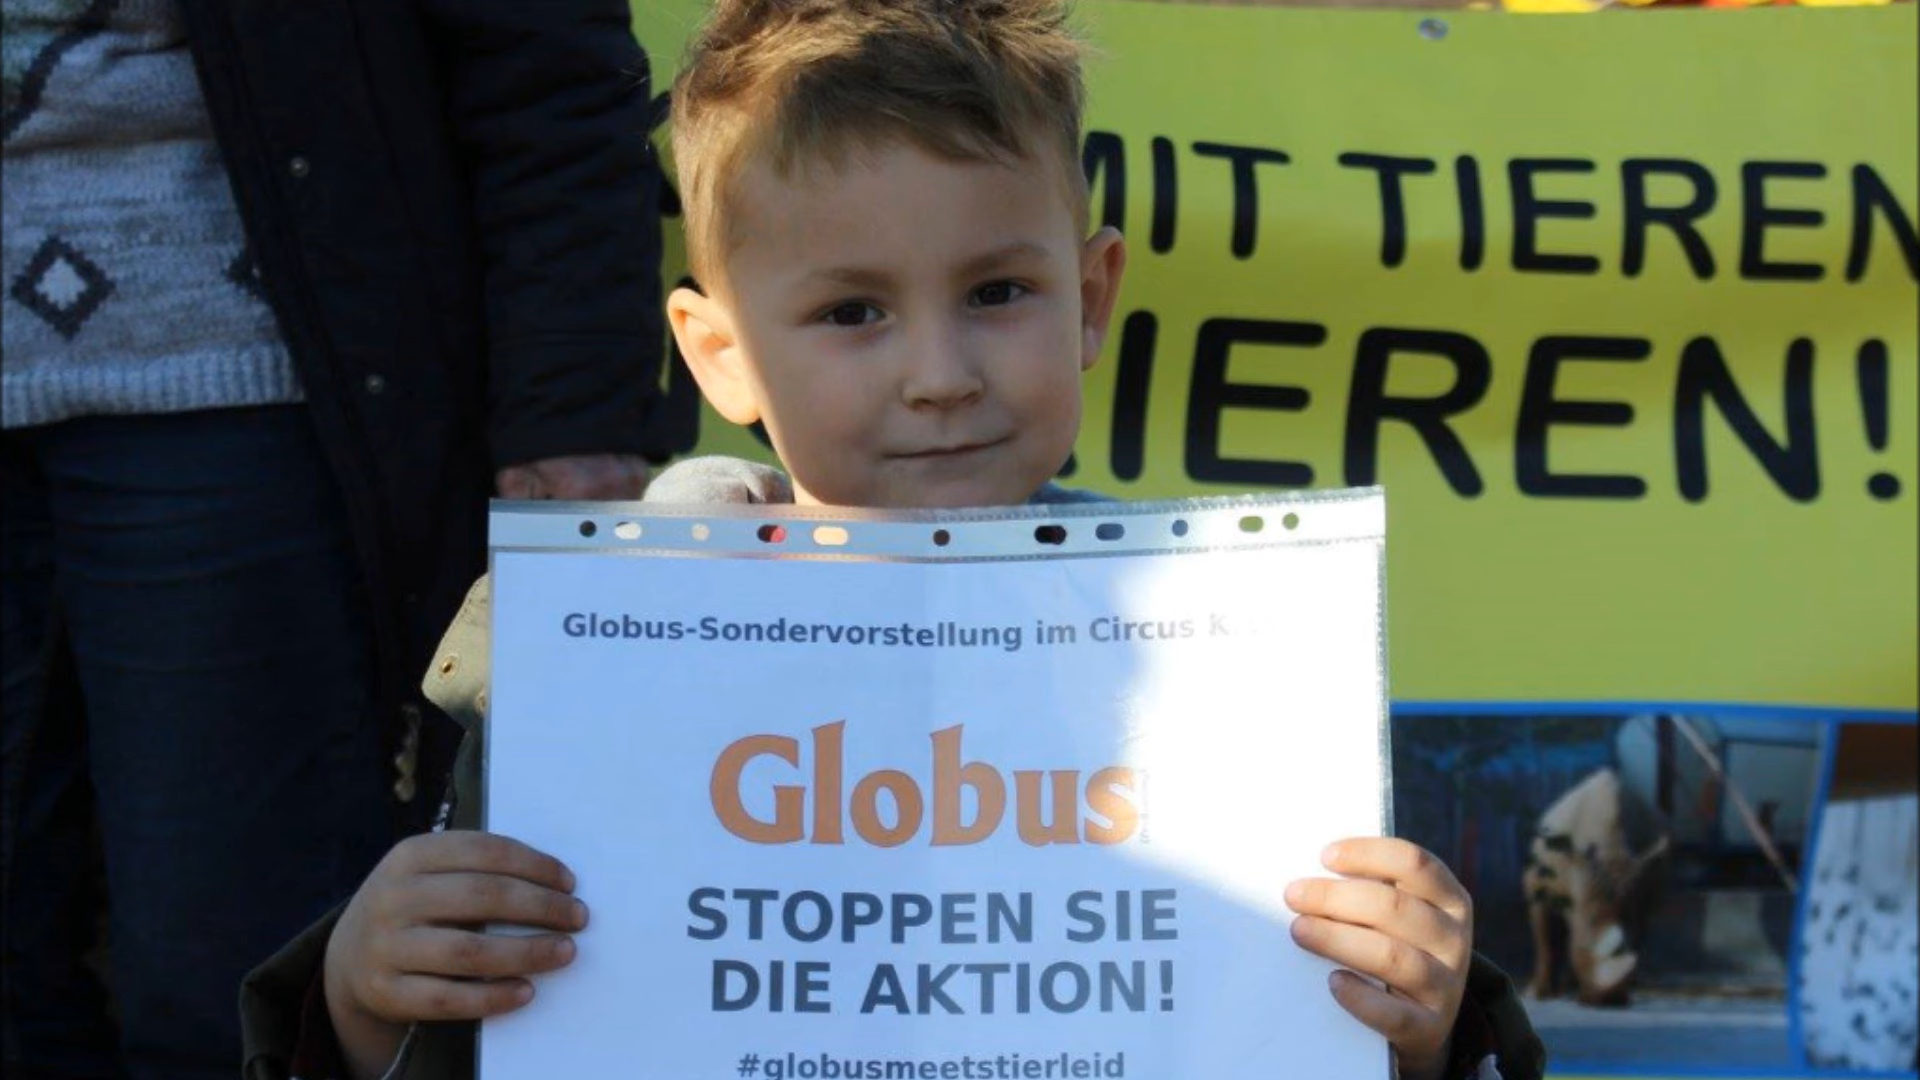 MIT TIEREN
IEREN!
Globus-Sondervorstellung im Circus
Globus
STOPPEN SIE
DIE AKTION!
#globusmeetstierleid